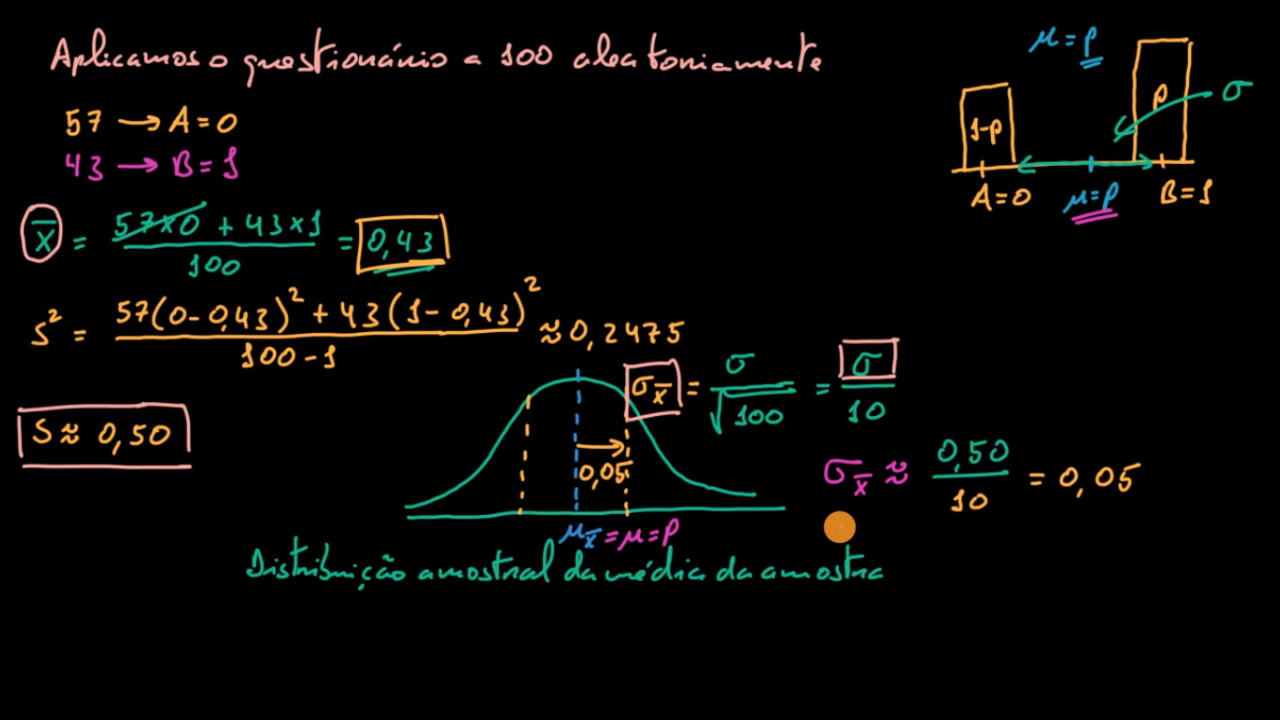 Aplicamos o questionário a 100 aleatoriamente
57 → A = 0
43 → B = 1
x̄ = (57×0 + 43×1)/100 = 0,43
s² = (57(0 - 0,43)² + 43(1 - 0,43)²)/(100 - 1) ≈ 0,2475
S ≈ 0,50
μ = p
1-p
p
σ
A = 0
μ = p
B = 1
σx̄ = σ/√100 = σ/10
0,05
σx̄ ≈ 0,50/10 = 0,05
μx̄ = μ = p
Distribuição amostral da média da amostra